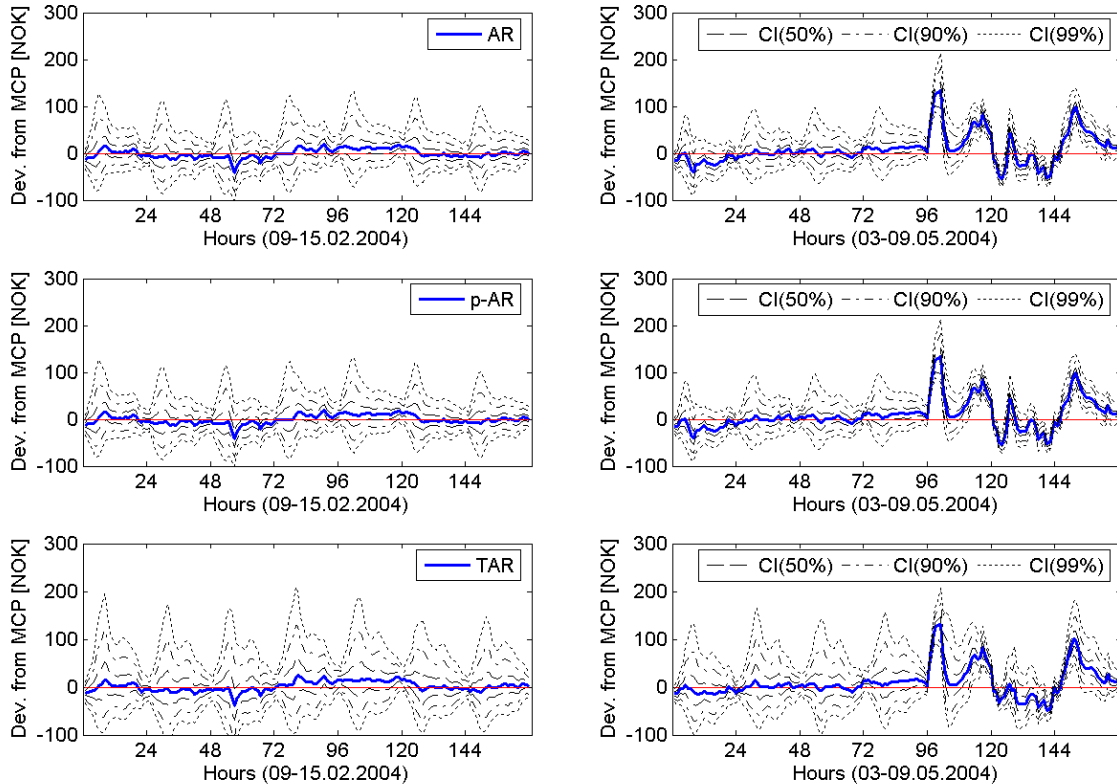 300
200
100
0
-100
Dev. from MCP [NOK]
AR
24 48 72 96 120 144
Hours (09-15.02.2004)
300
200
100
0
-100
Dev. from MCP [NOK]
CI(50%) CI(90%) CI(99%)
24 48 72 96 120 144
Hours (03-09.05.2004)
300
200
100
0
-100
Dev. from MCP [NOK]
p-AR
24 48 72 96 120 144
Hours (09-15.02.2004)
300
200
100
0
-100
Dev. from MCP [NOK]
CI(50%) CI(90%) CI(99%)
24 48 72 96 120 144
Hours (03-09.05.2004)
300
200
100
0
-100
Dev. from MCP [NOK]
TAR
24 48 72 96 120 144
Hours (09-15.02.2004)
300
200
100
0
-100
Dev. from MCP [NOK]
CI(50%) CI(90%) CI(99%)
24 48 72 96 120 144
Hours (03-09.05.2004)